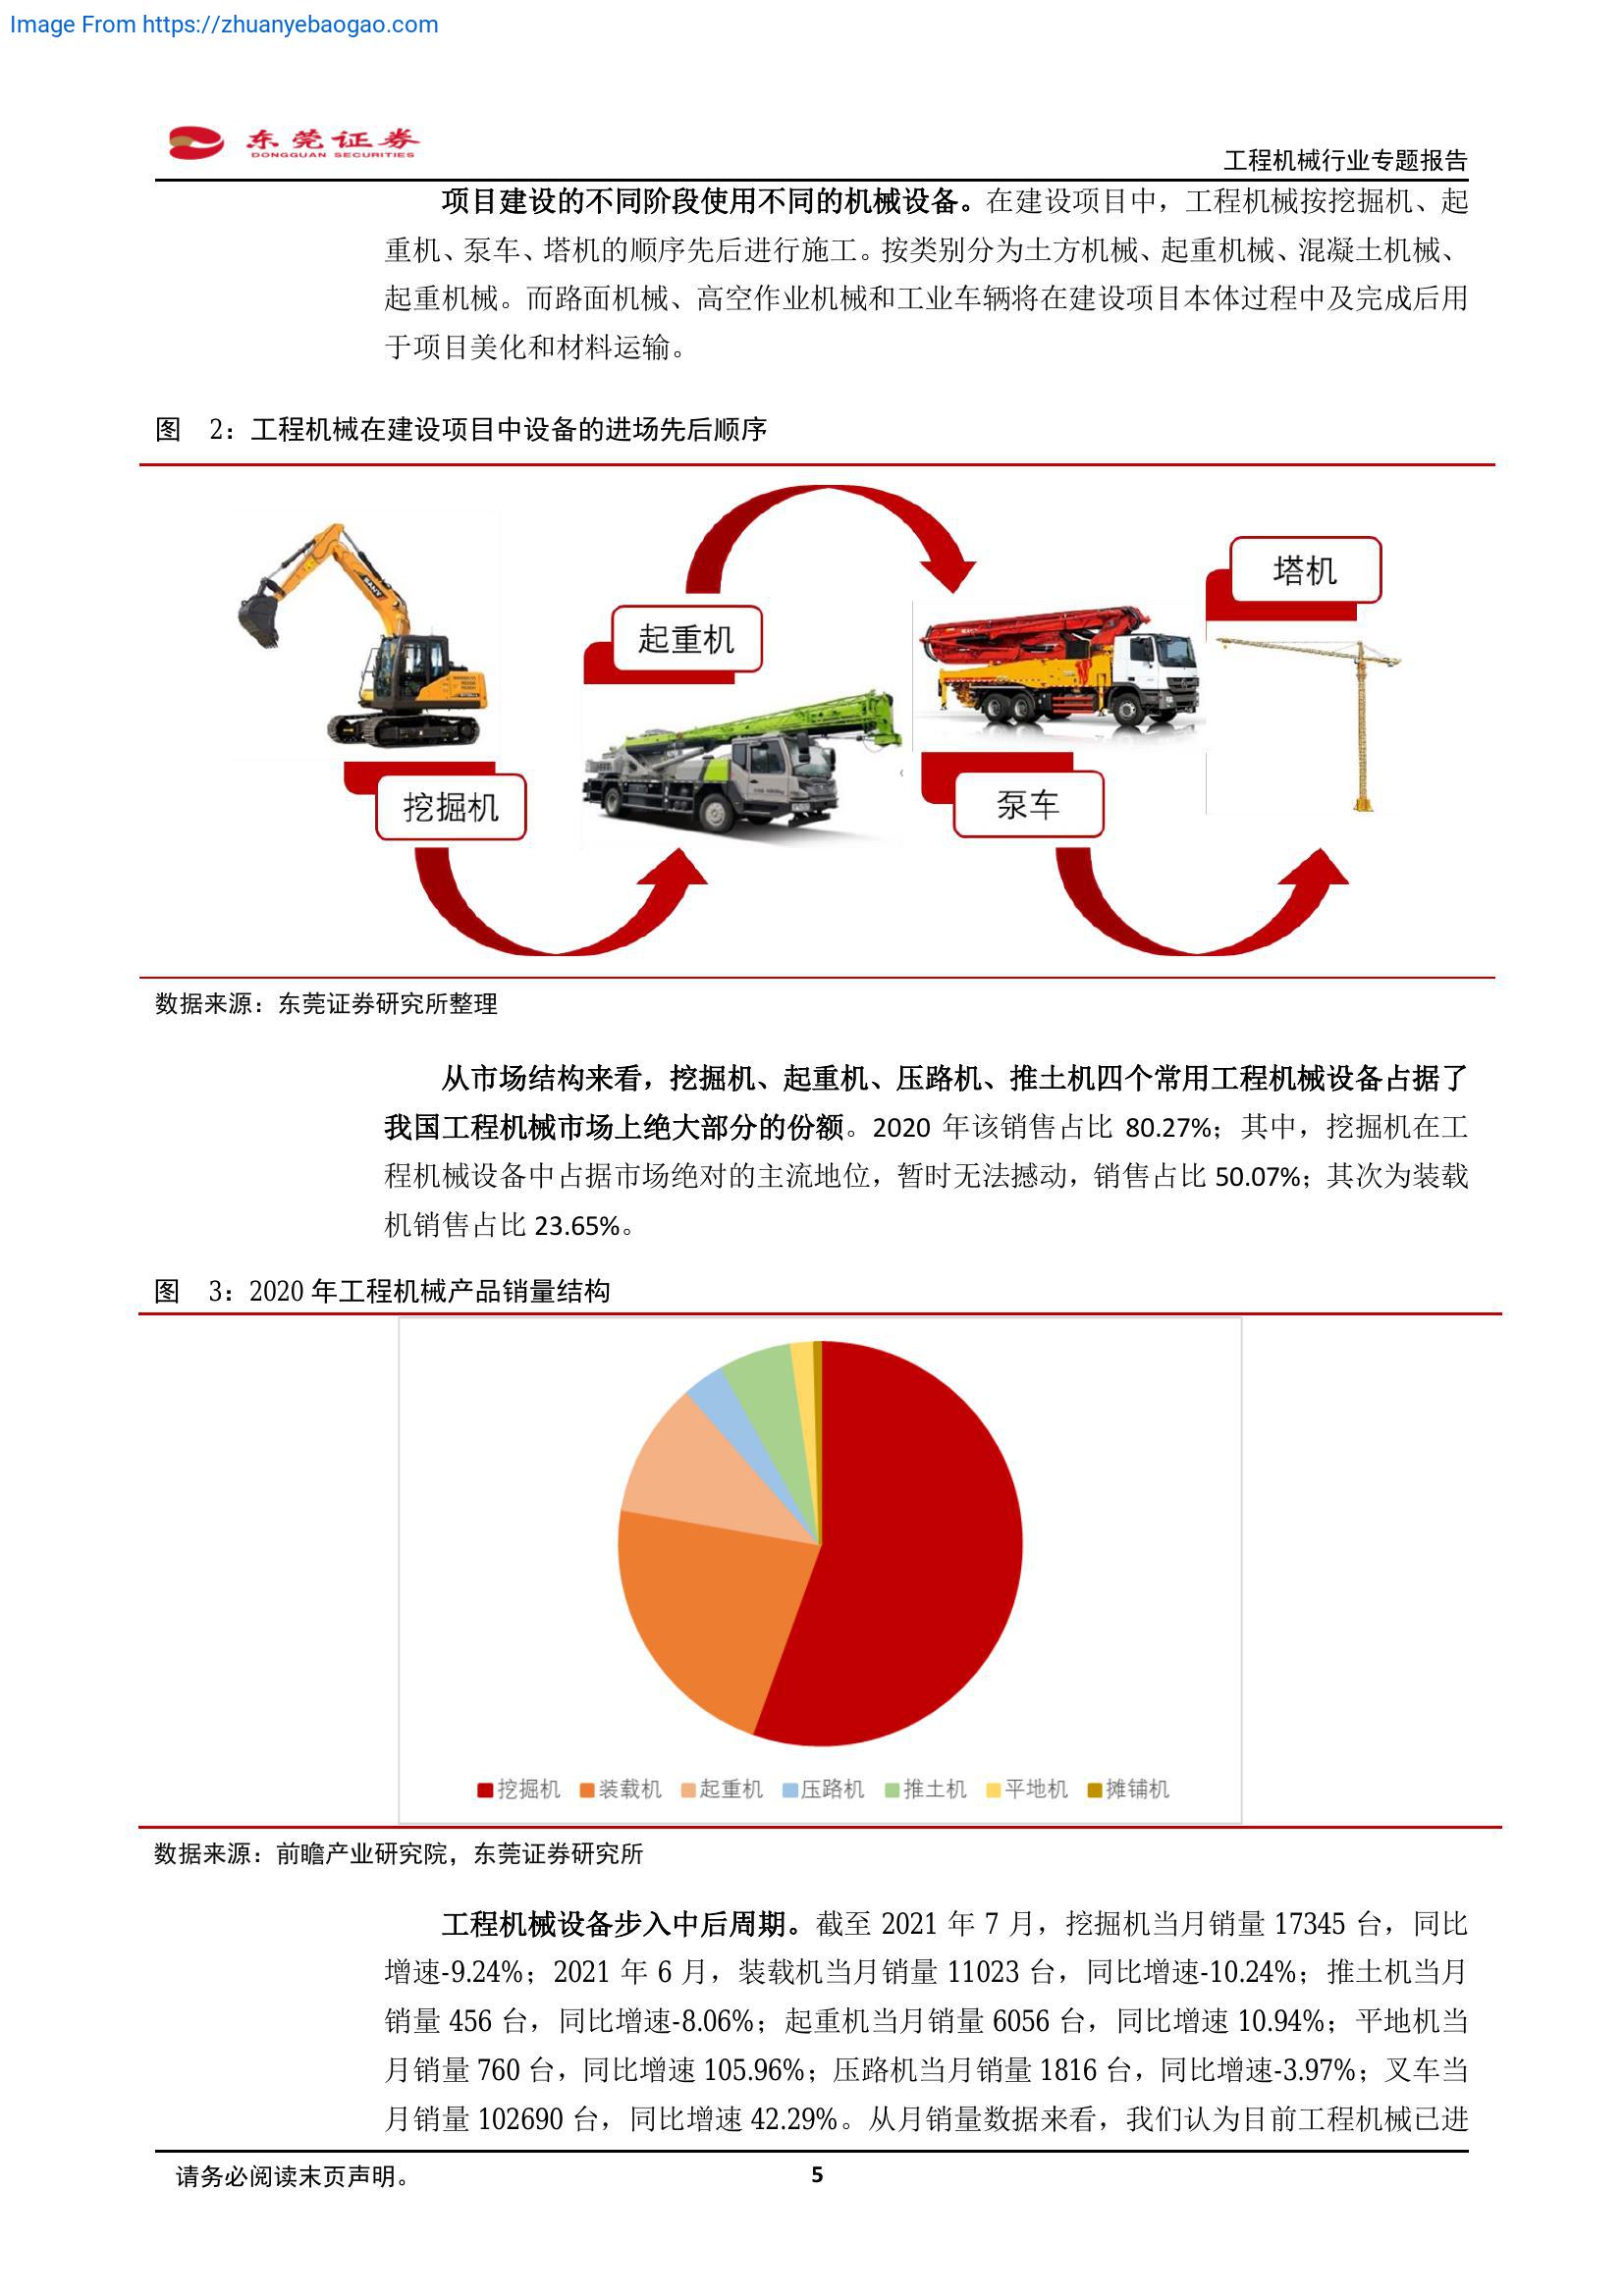 Image From https://zhuanyebaogao.com
东莞证券
DONGGUAN SECURITIES
工程机械行业专题报告
项目建设的不同阶段使用不同的机械设备。在建设项目中，工程机械按挖掘机、起
重机、泵车、塔机的顺序先后进行施工。按类别分为土方机械、起重机械、混凝土机械、
起重机械。而路面机械、高空作业机械和工业车辆将在建设项目本体过程中及完成后用
于项目美化和材料运输。
图 2：工程机械在建设项目中设备的进场先后顺序
塔机
起重机
SANY
挖掘机
泵车
数据来源：东莞证券研究所整理
从市场结构来看，挖掘机、起重机、压路机、推土机四个常用工程机械设备占据了
我国工程机械市场上绝大部分的份额。2020 年该销售占比 80.27%；其中，挖掘机在工
程机械设备中占据市场绝对的主流地位，暂时无法撼动，销售占比 50.07%；其次为装载
机销售占比 23.65%。
图 3：2020 年工程机械产品销量结构
挖掘机 装载机 起重机 压路机 推土机 平地机 摊铺机
数据来源：前瞻产业研究院，东莞证券研究所
工程机械设备步入中后周期。截至 2021 年 7 月，挖掘机当月销量 17345 台，同比
增速-9.24%；2021 年 6 月，装载机当月销量 11023 台，同比增速-10.24%；推土机当月
销量 456 台，同比增速-8.06%；起重机当月销量 6056 台，同比增速 10.94%；平地机当
月销量 760 台，同比增速 105.96%；压路机当月销量 1816 台，同比增速-3.97%；叉车当
月销量 102690 台，同比增速 42.29%。从月销量数据来看，我们认为目前工程机械已进
请务必阅读末页声明。
5